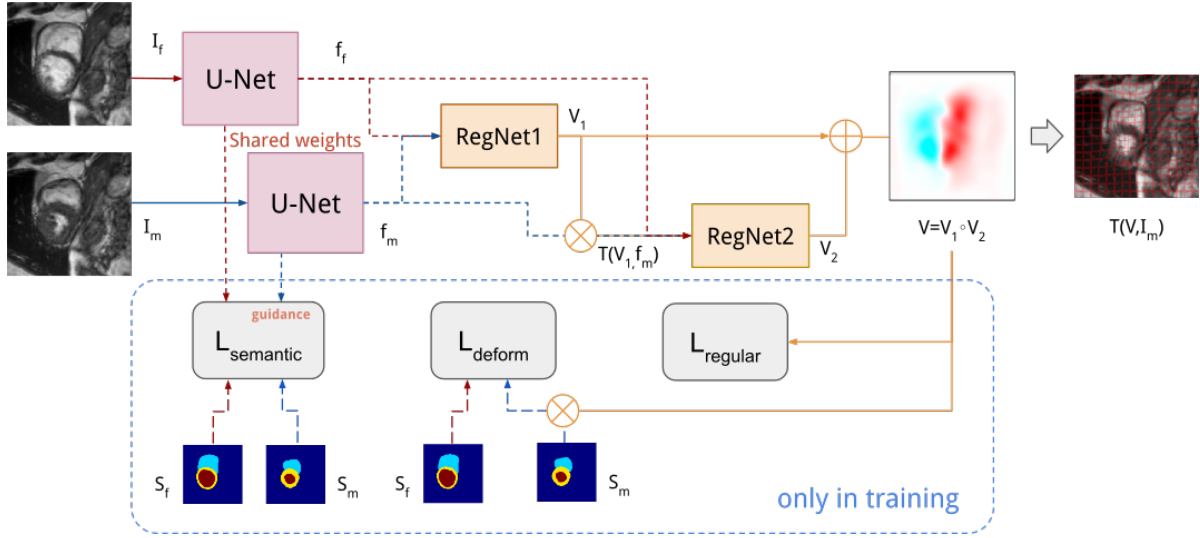 I_f
U-Net
f_f
Shared weights
I_m
U-Net
f_m
RegNet1
V_1
T(V_1,f_m)
RegNet2
V_2
V=V_1∘V_2
T(V,I_m)
guidance
L_semantic
L_deform
L_regular
S_f
S_m
S_f
S_m
only in training